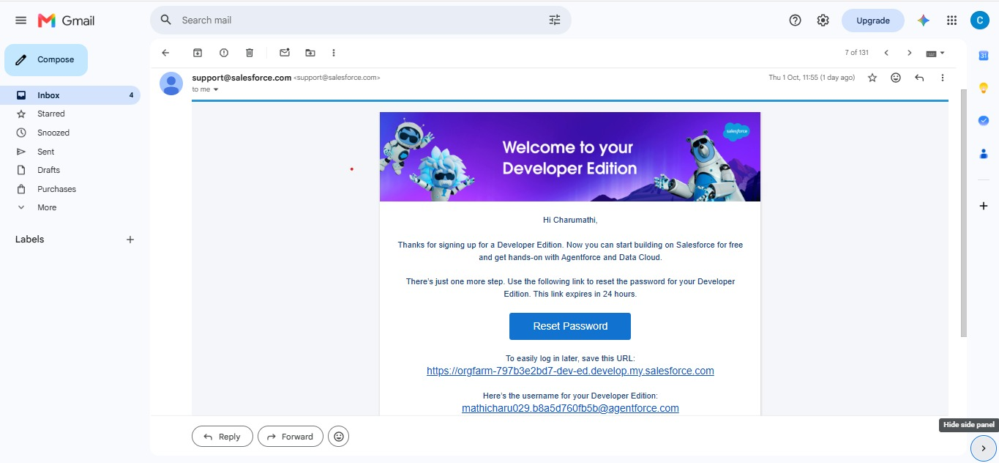 Gmail
Search mail
Upgrade
C
Compose
7 of 131
31
support@salesforce.com <support@salesforce.com>
Thu 1 Oct, 11:55 (1 day ago)
to me
Inbox 4
Starred
Snoozed
Sent
Drafts
Purchases
More
Labels
salesforce
Welcome to your
Developer Edition
Hi Charumathi,
Thanks for signing up for a Developer Edition. Now you can start building on Salesforce for free
and get hands-on with Agentforce and Data Cloud.
There's just one more step. Use the following link to reset the password for your Developer
Edition. This link expires in 24 hours.
Reset Password
To easily log in later, save this URL:
https://orgfarm-797b3e2bd7-dev-ed.develop.my.salesforce.com
Here's the username for your Developer Edition:
mathicharu029.b8a5d760fb5b@agentforce.com
Reply
Forward
Hide side panel